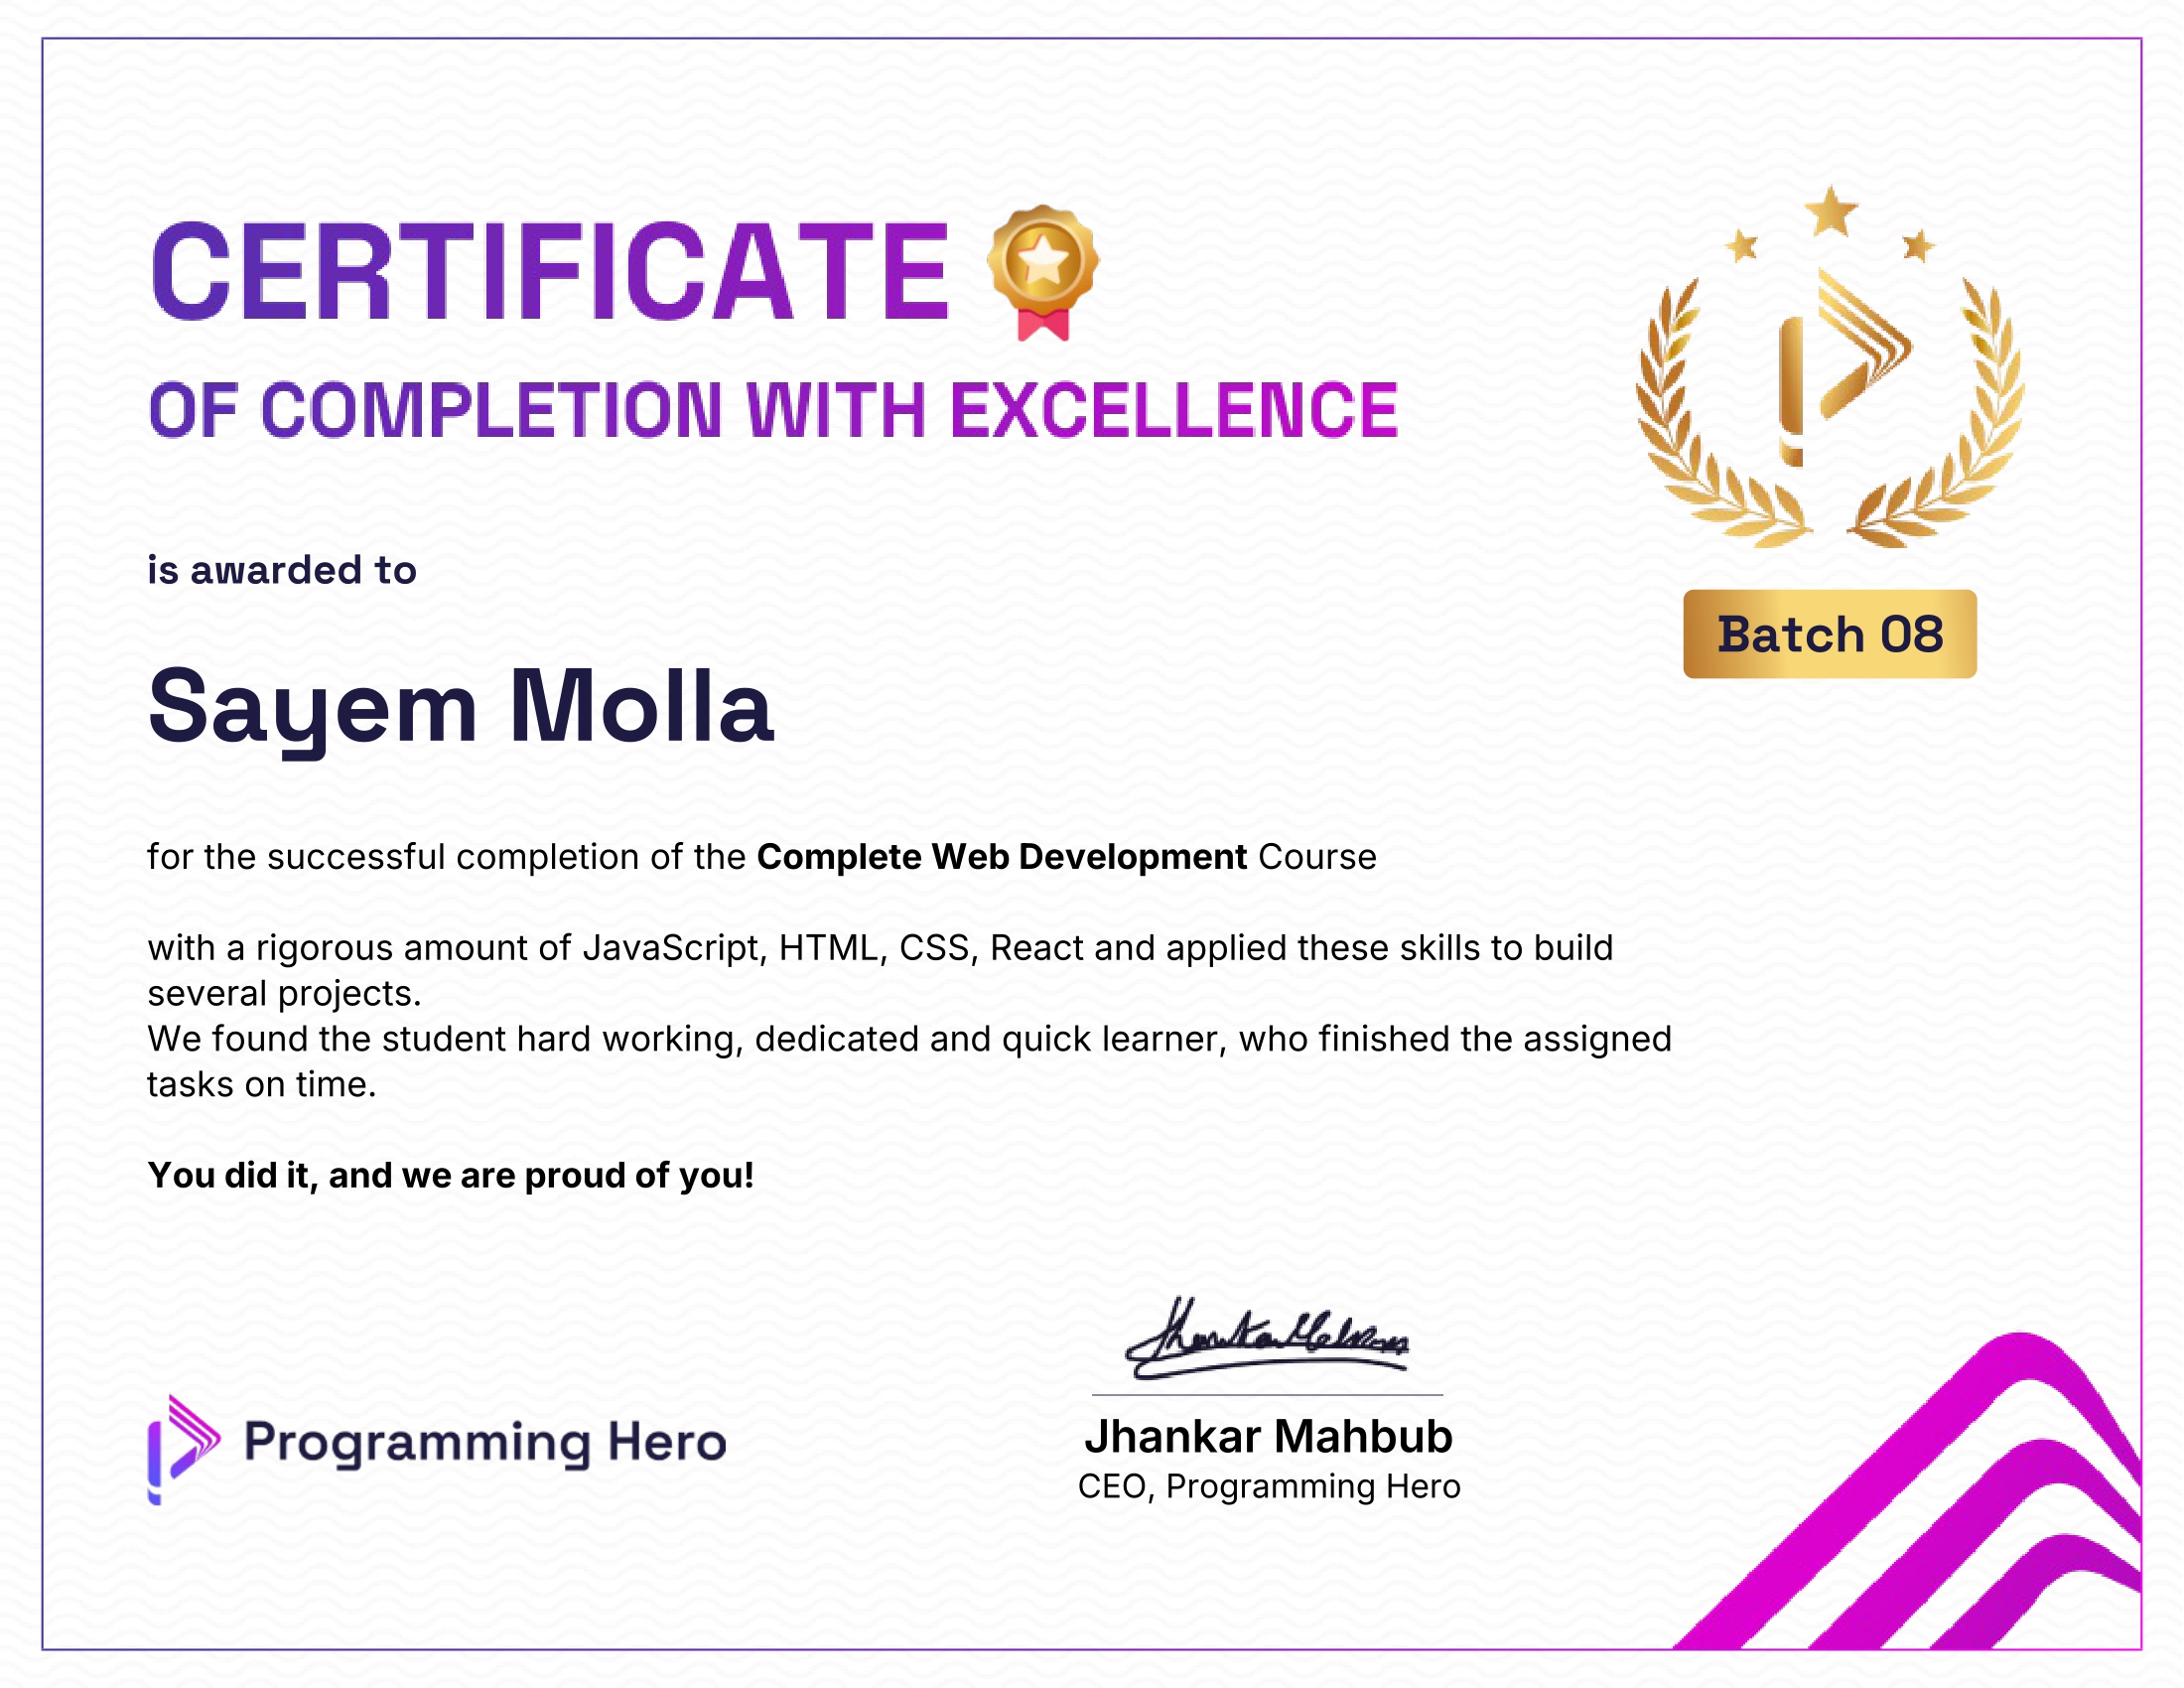 CERTIFICATE
OF COMPLETION WITH EXCELLENCE
is awarded to
Batch 08
Sayem Molla
for the successful completion of the Complete Web Development Course
with a rigorous amount of JavaScript, HTML, CSS, React and applied these skills to build
several projects.
We found the student hard working, dedicated and quick learner, who finished the assigned
tasks on time.
You did it, and we are proud of you!
Programming Hero
Jhankar Mahbub
Jhankar Mahbub
CEO, Programming Hero